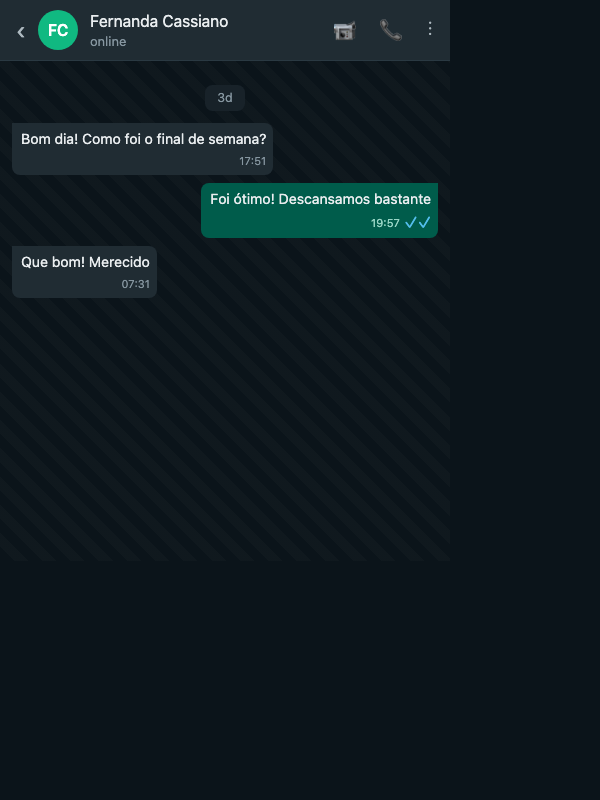 FC
Fernanda Cassiano
online
3d
Bom dia! Como foi o final de semana?
17:51
Foi ótimo! Descansamos bastante
19:57
Que bom! Merecido
07:31